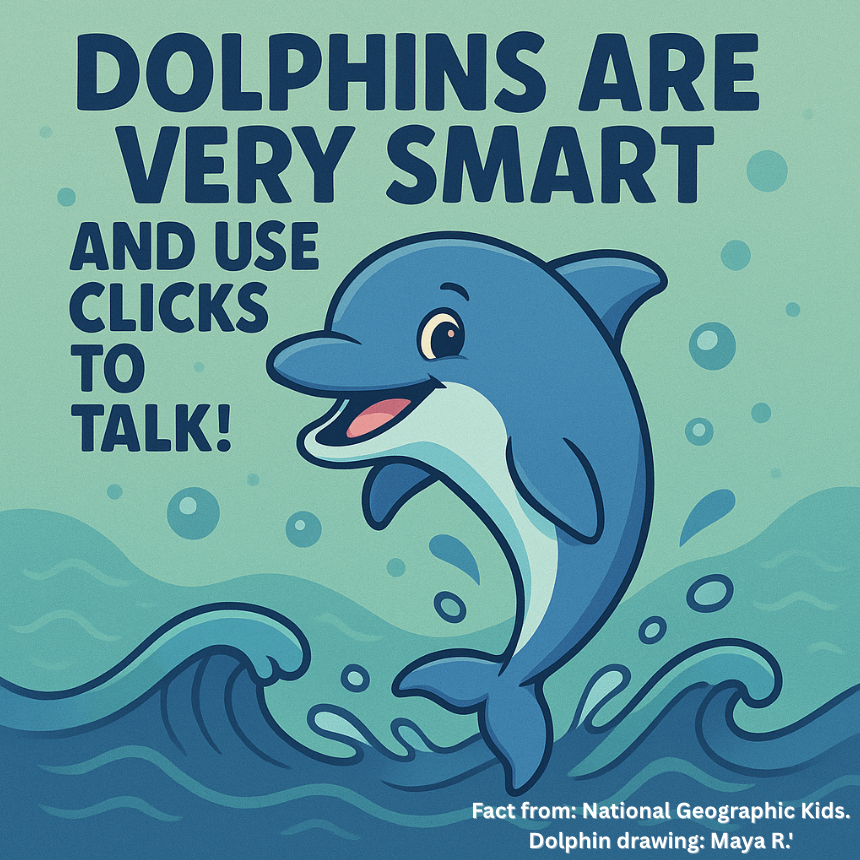 DOLPHINS ARE
VERY SMART
AND USE
CLICKS
TO
TALK!
Fact from: National Geographic Kids.
Dolphin drawing: Maya R.'